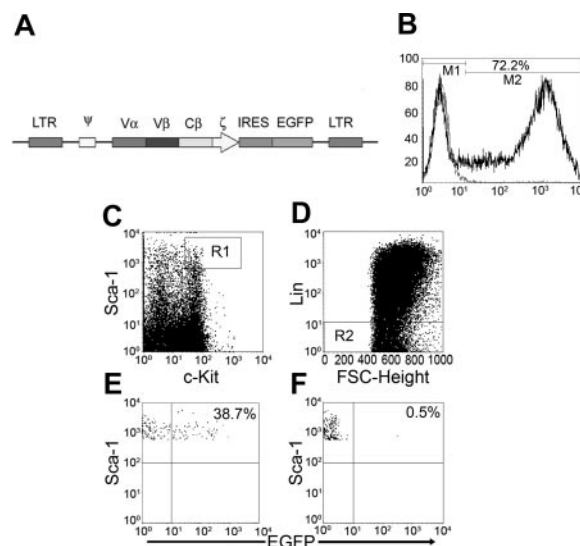 A
LTR Ψ Vα Vβ Cβ ζ IRES EGFP LTR
B
100
80
60
40
20
72.2%
M1
M2
10⁰ 10¹ 10² 10³ 10⁴
C
Sca-1
10⁴
10³
10²
10¹
10⁰
R1
10⁰ 10¹ 10² 10³ 10⁴
c-Kit
D
Lin
10⁴
10³
10²
10¹
10⁰
R2
0 200 400 600 800 1000
FSC-Height
E
Sca-1
10⁴
10³
10²
10¹
10⁰
38.7%
10⁰ 10¹ 10² 10³ 10⁴
F
Sca-1
10⁴
10³
10²
10¹
10⁰
0.5%
10⁰ 10¹ 10² 10³ 10⁴
EGFP